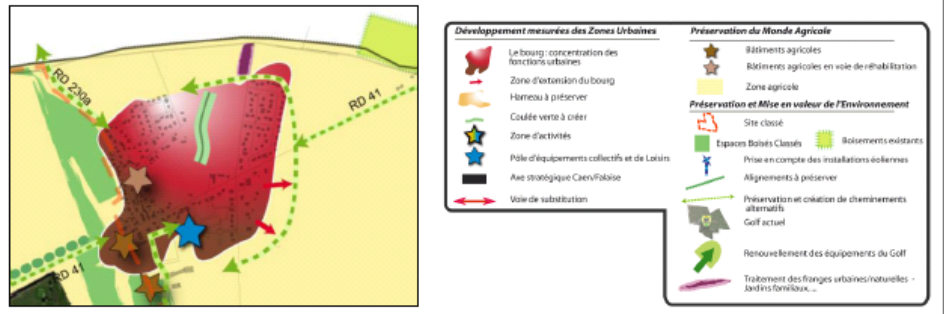 RD 230a
RD 41
RD 41
Développement mesurées des Zones Urbaines
Le bourg : concentration des
fonctions urbaines
Zone d'extension du bourg
Hameau à préserver
Coulée verte à créer
Zone d'activités
Pôle d'équipements collectifs et de Loisirs
Axe stratégique Caen/Falaise
Voie de substitution
Préservation du Monde Agricole
Bâtiments agricoles
Bâtiments agricoles en voie de réhabilitation
Zone agricole
Préservation et Mise en valeur de l'Environnement
Site classé
Espaces Boisés Classés
Boisements existants
Prise en compte des installations éoliennes
Alignements à préserver
Préservation et création de cheminements
alternatifs
Golf actuel
Renouvellement des équipements du Golf
Traitement des franges urbaines/naturelles -
Jardins familiaux, ...